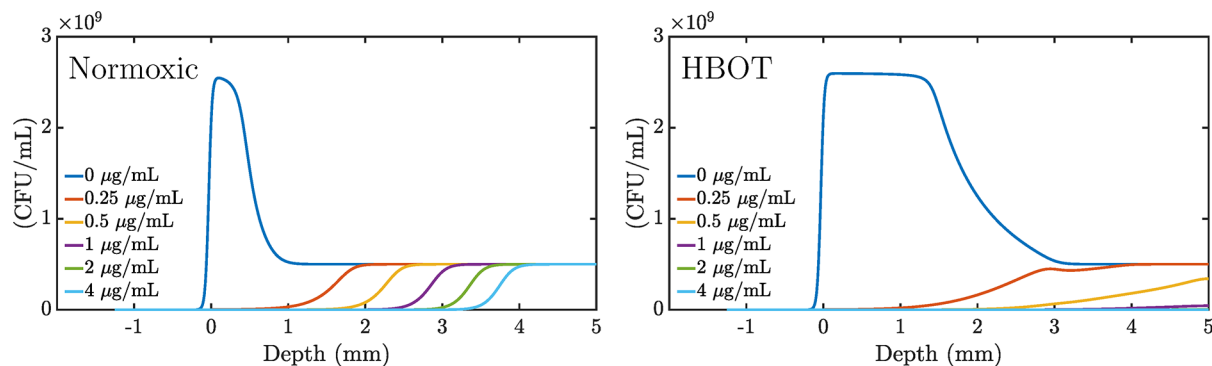 ×10⁹
3
Normoxic
2
(CFU/mL)
0 μg/mL
0.25 μg/mL
0.5 μg/mL
1
1 μg/mL
2 μg/mL
4 μg/mL
0
-1 0 1 2 3 4 5
Depth (mm)
×10⁹
3
HBOT
2
(CFU/mL)
0 μg/mL
0.25 μg/mL
0.5 μg/mL
1
1 μg/mL
2 μg/mL
4 μg/mL
0
-1 0 1 2 3 4 5
Depth (mm)